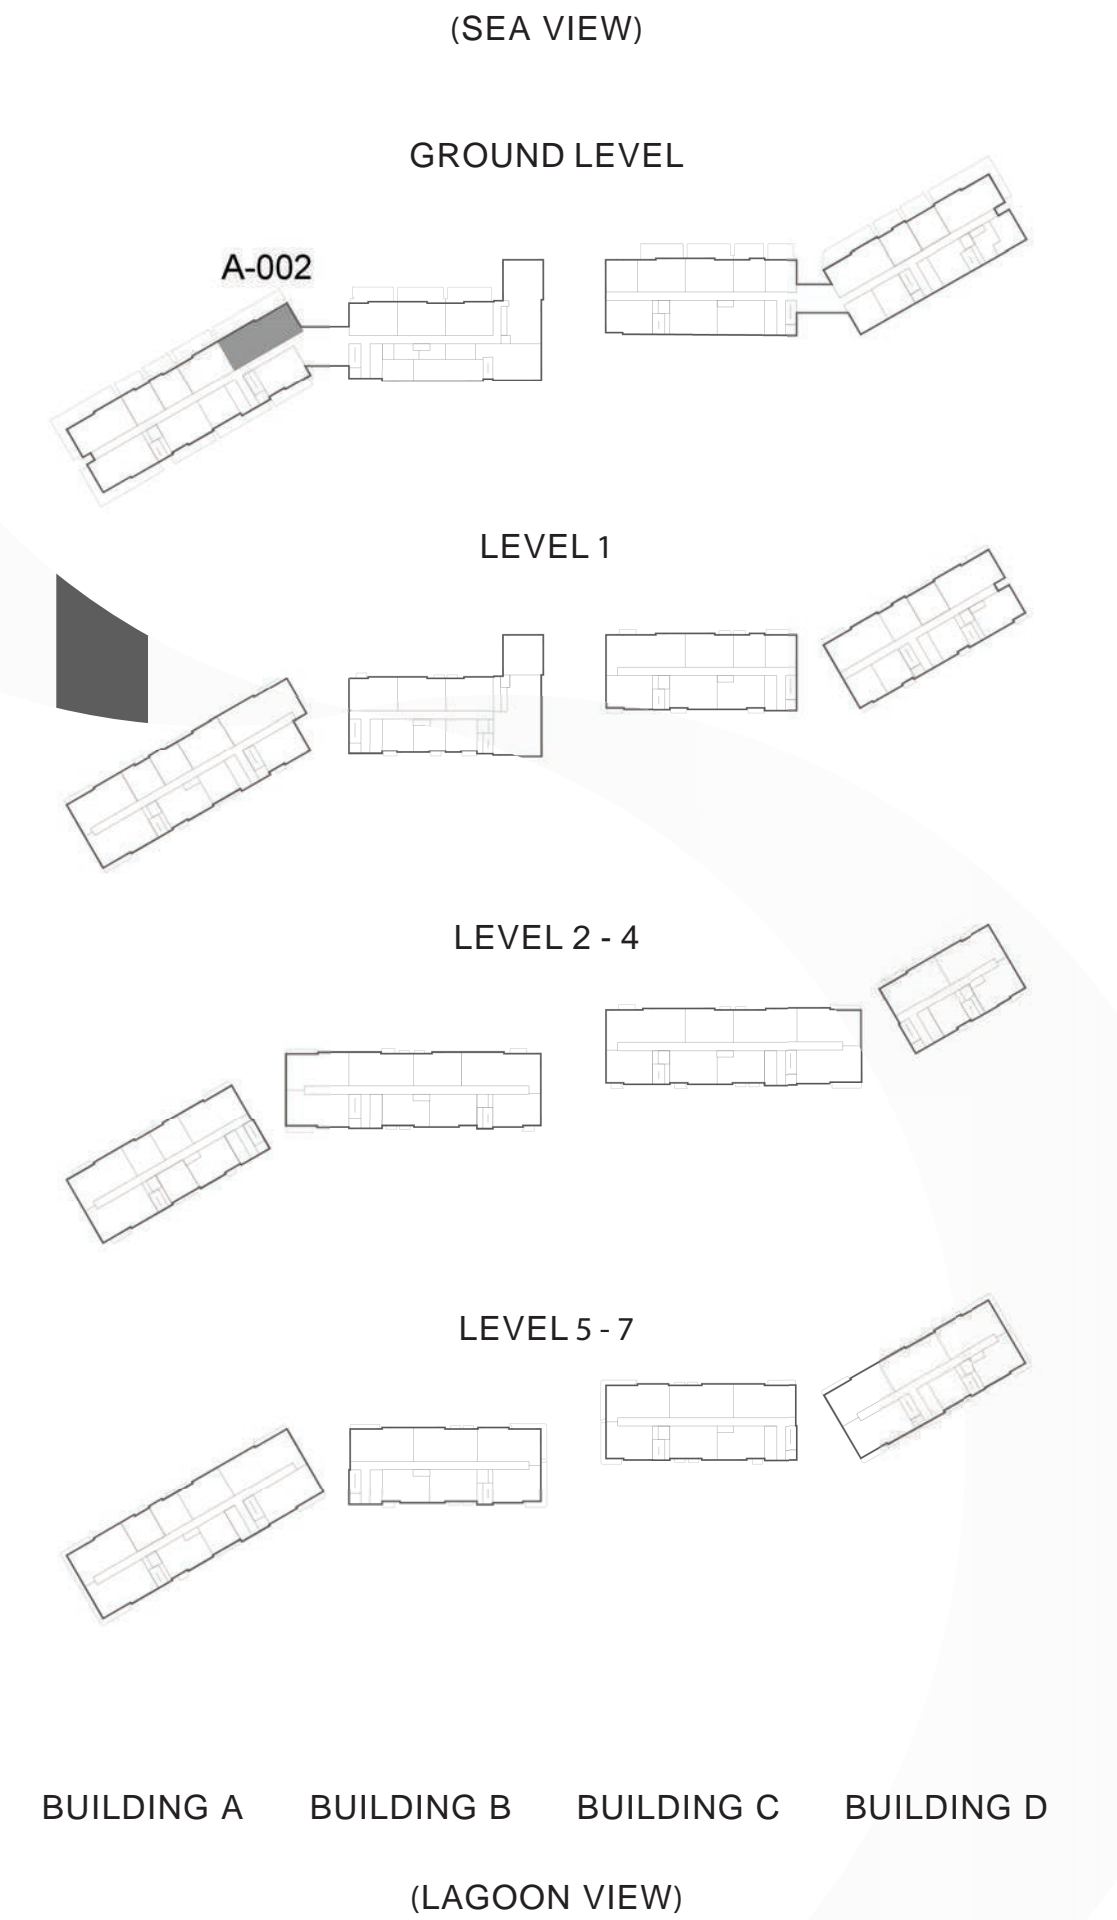 (SEA VIEW)
GROUND LEVEL
A-002
LEVEL 1
LEVEL 2 - 4
LEVEL 5 - 7
BUILDING A BUILDING B BUILDING C BUILDING D
(LAGOON VIEW)